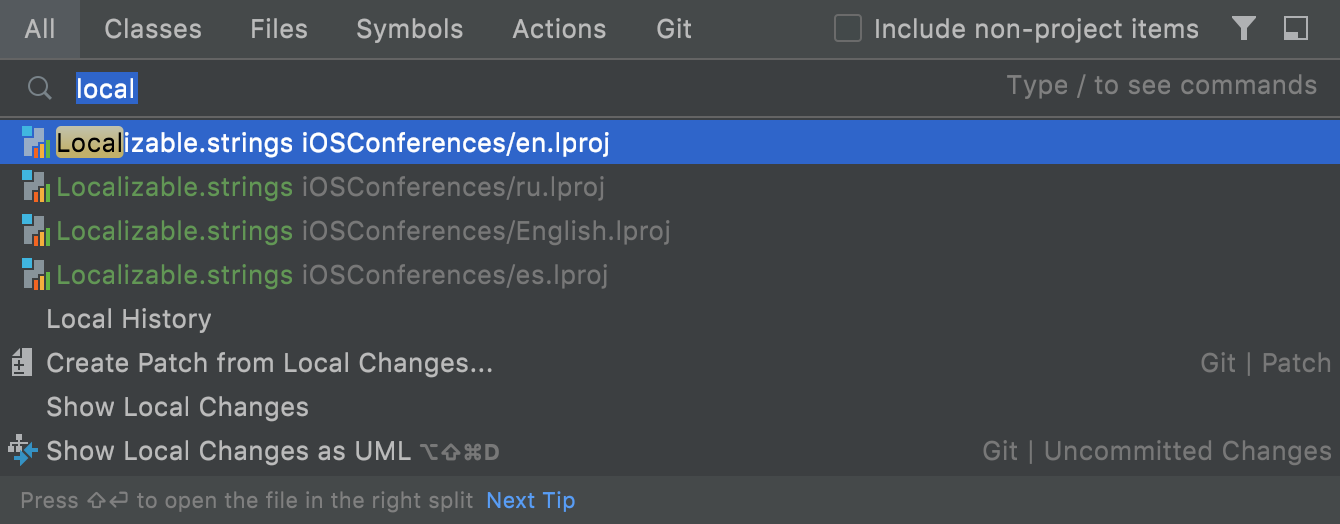 All Classes Files Symbols Actions Git Include non-project items
local Type / to see commands
Localizable.strings iOSConferences/en.lproj
Localizable.strings iOSConferences/ru.lproj
Localizable.strings iOSConferences/English.lproj
Localizable.strings iOSConferences/es.lproj
Local History
Create Patch from Local Changes... Git | Patch
Show Local Changes
Show Local Changes as UML ⌥⇧⌘D Git | Uncommitted Changes
Press ⇧⏎ to open the file in the right split Next Tip